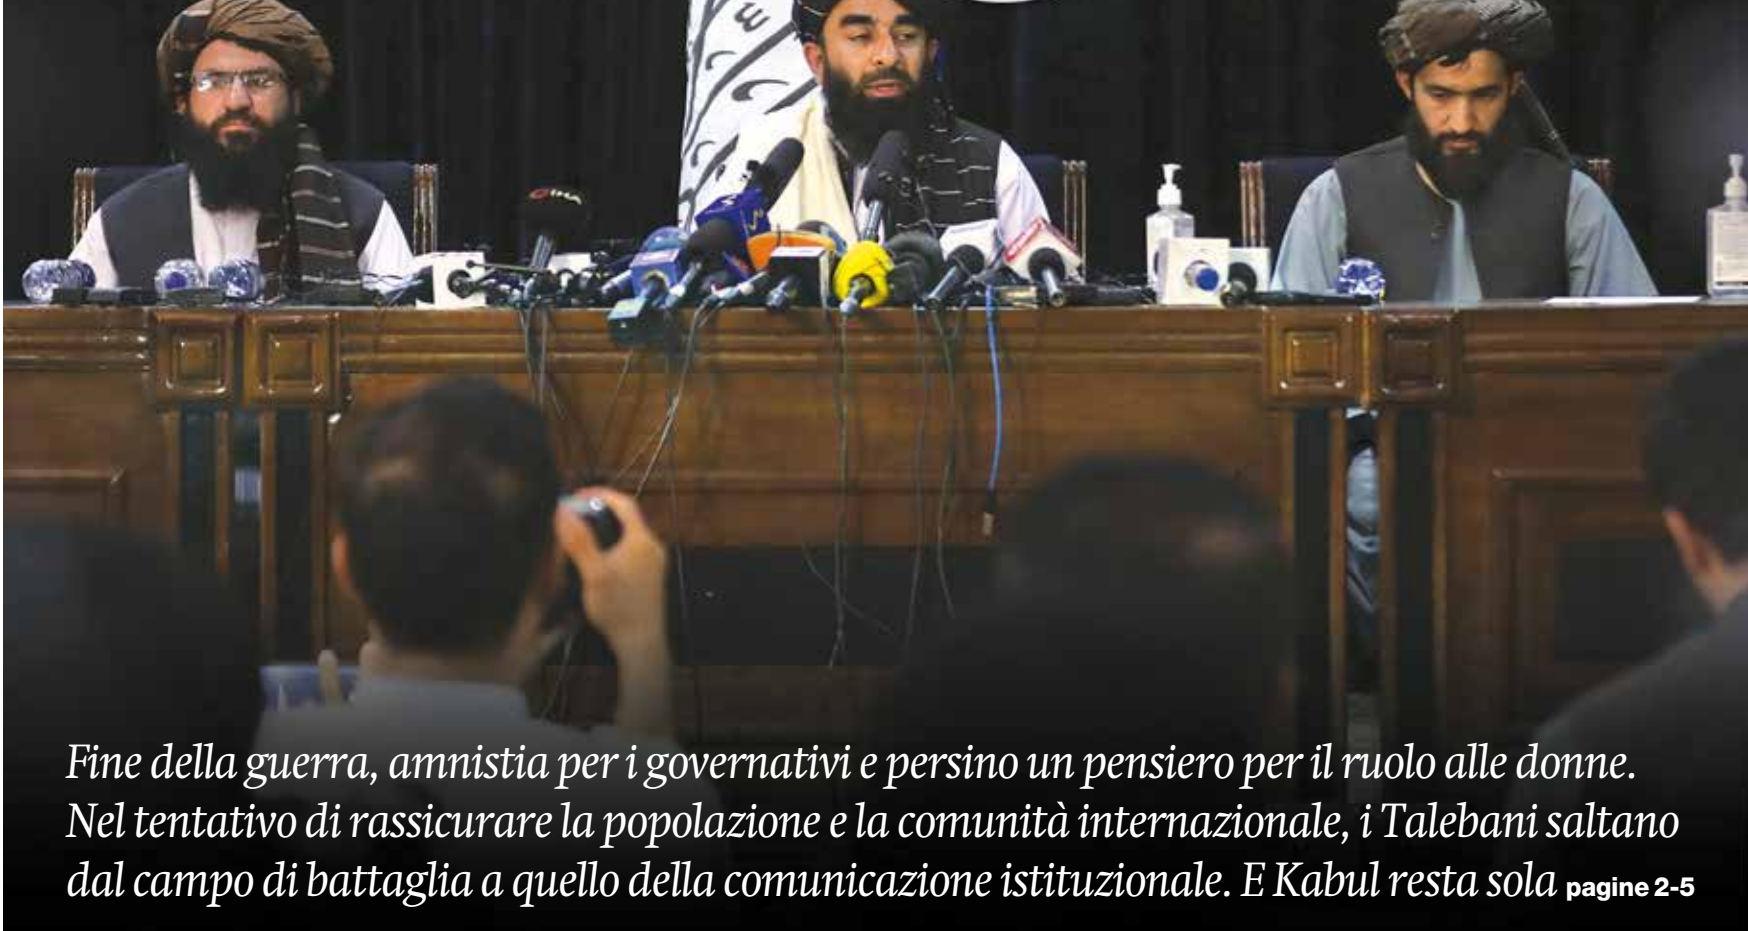 Fine della guerra, amnistia per i governativi e persino un pensiero per il ruolo alle donne.
Nel tentativo di rassicurare la popolazione e la comunità internazionale, i Talebani saltano
dal campo di battaglia a quello della comunicazione istituzionale. E Kabul resta sola pagine 2-5